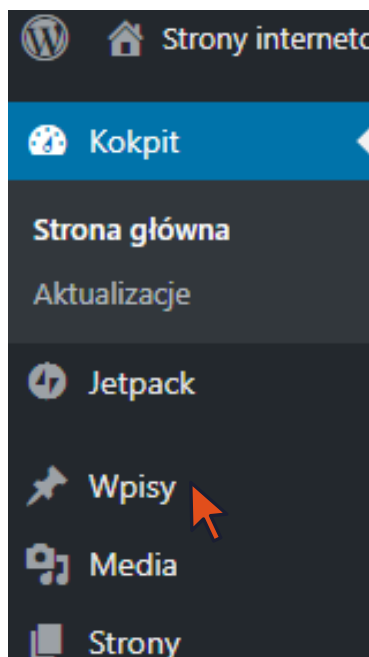 Strony interneto
Kokpit
Strona główna
Aktualizacje
Jetpack
Wpisy
Media
Strony